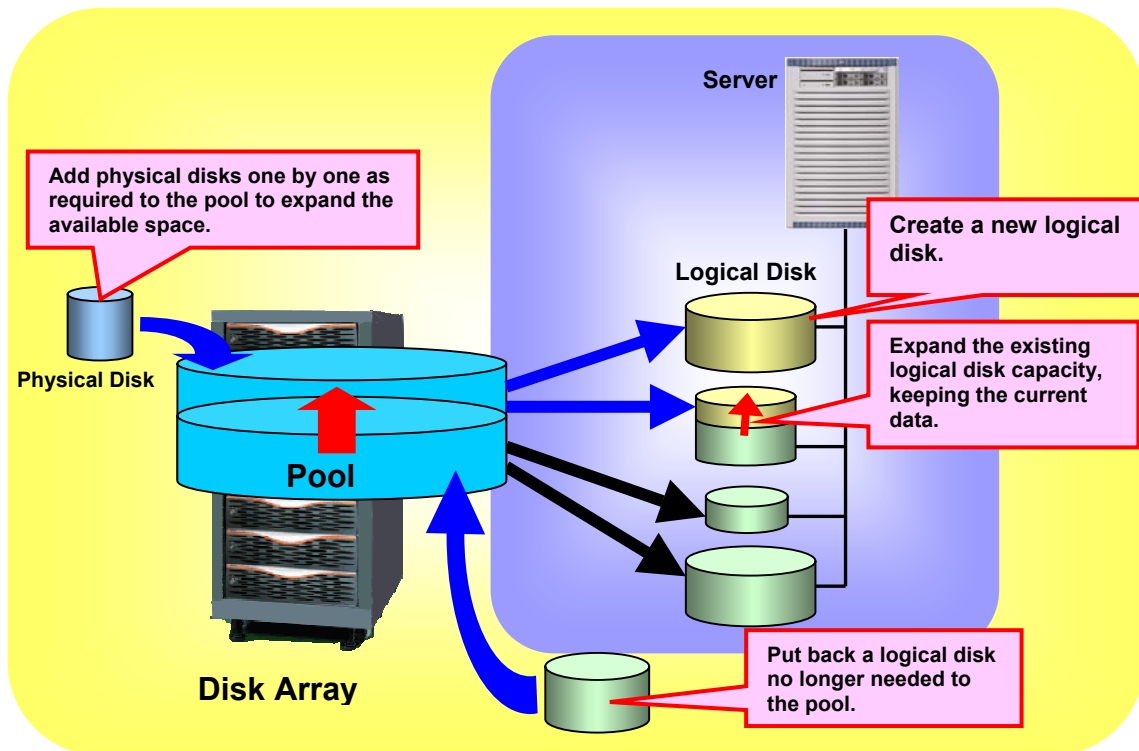 Server
Add physical disks one by one as
required to the pool to expand the
available space.
Create a new logical
disk.
Logical Disk
Physical Disk
Expand the existing
logical disk capacity,
keeping the current
data.
Pool
Put back a logical disk
no longer needed to
the pool.
Disk Array